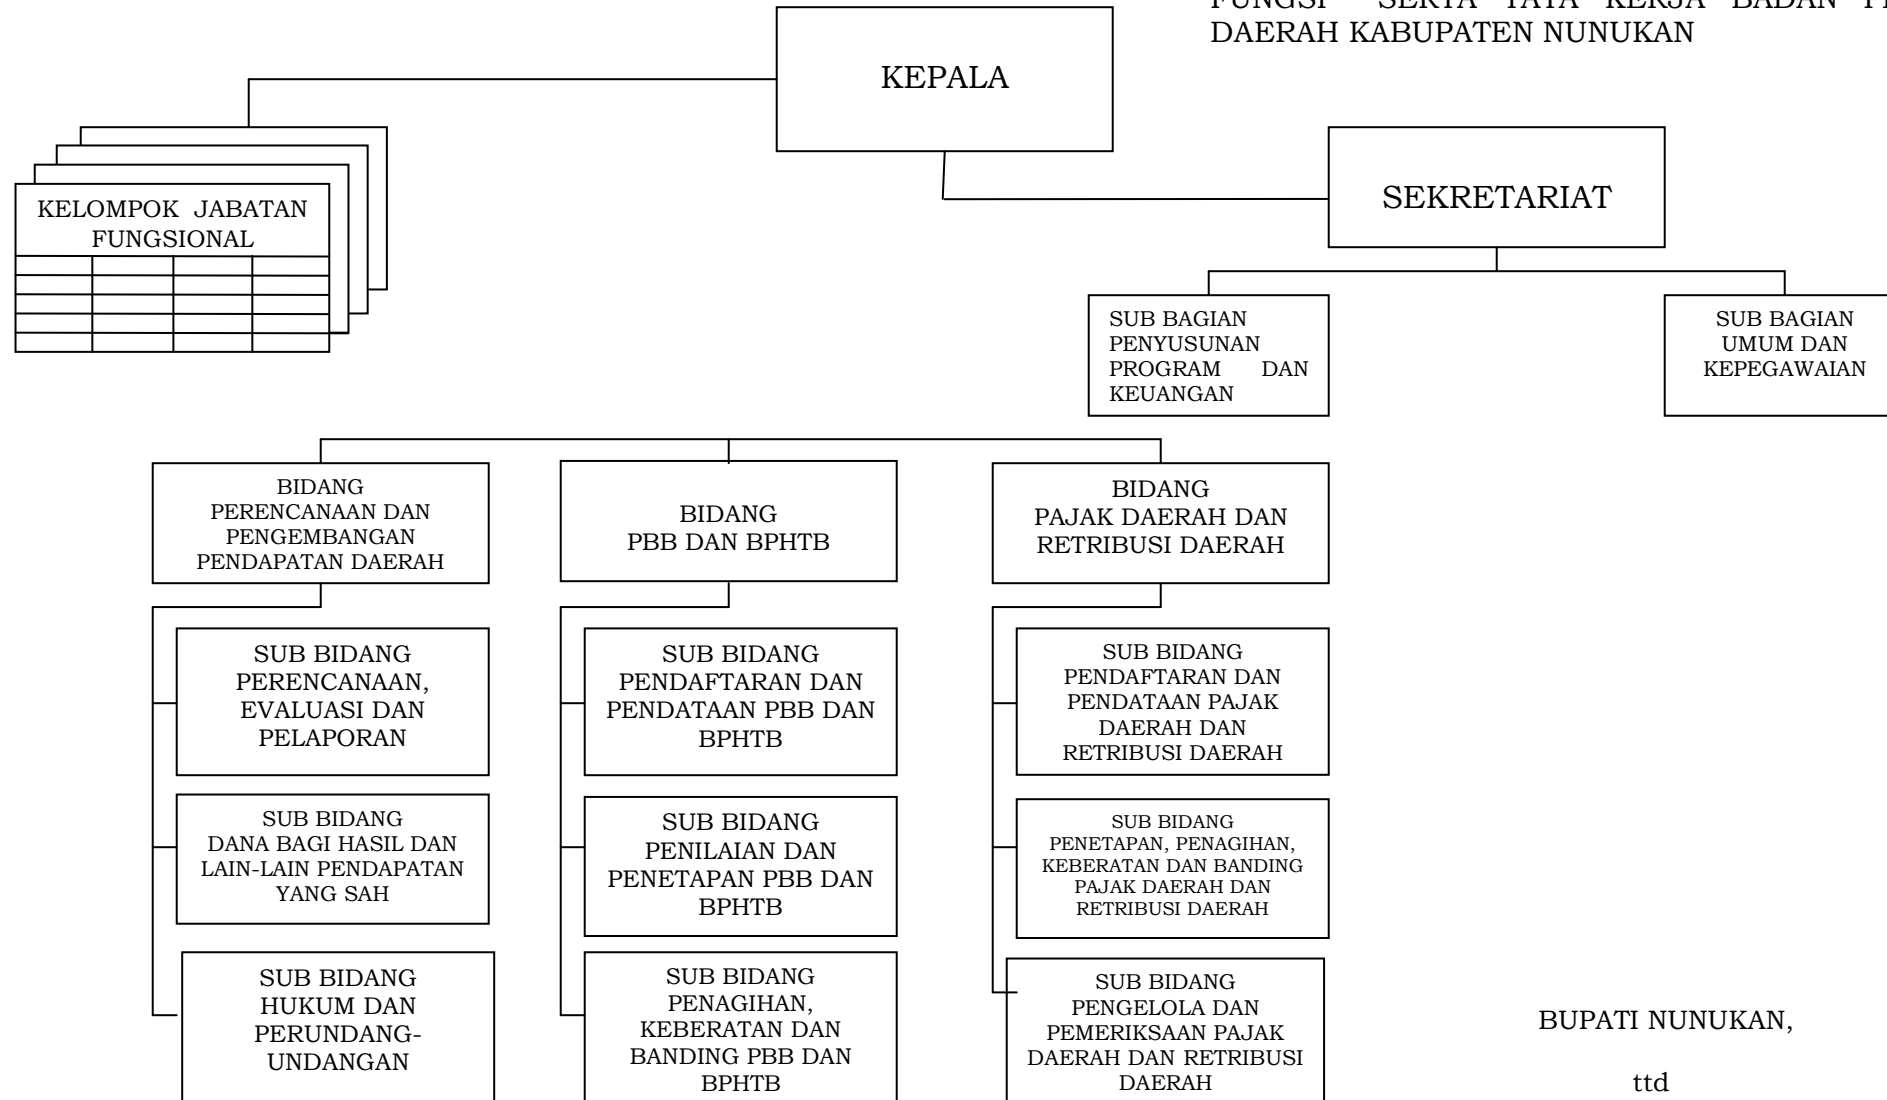 FUNGSI SERTA TATA KERJA BADAN
DAERAH KABUPATEN NUNUKAN
KEPALA
SEKRETARIAT
KELOMPOK JABATAN
FUNGSIONAL
SUB BAGIAN
PENYUSUNAN
PROGRAM DAN
KEUANGAN
SUB BAGIAN
UMUM DAN
KEPEGAWAIAN
BIDANG
PERENCANAAN DAN
PENGEMBANGAN
PENDAPATAN DAERAH
BIDANG
PBB DAN BPHTB
BIDANG
PAJAK DAERAH DAN
RETRIBUSI DAERAH
SUB BIDANG
PERENCANAAN,
EVALUASI DAN
PELAPORAN
SUB BIDANG
PENDAFTARAN DAN
PENDATAAN PBB DAN
BPHTB
SUB BIDANG
PENDAFTARAN DAN
PENDATAAN PAJAK
DAERAH DAN
RETRIBUSI DAERAH
SUB BIDANG
DANA BAGI HASIL DAN
LAIN-LAIN PENDAPATAN
YANG SAH
SUB BIDANG
PENILAIAN DAN
PENETAPAN PBB DAN
BPHTB
SUB BIDANG
PENETAPAN, PENAGIHAN,
KEBERATAN DAN BANDING
PAJAK DAERAH DAN
RETRIBUSI DAERAH
SUB BIDANG
HUKUM DAN
PERUNDANG-
UNDANGAN
SUB BIDANG
PENAGIHAN,
KEBERATAN DAN
BANDING PBB DAN
BPHTB
SUB BIDANG
PENGELOLA DAN
PEMERIKSAAN PAJAK
DAERAH DAN RETRIBUSI
DAERAH
BUPATI NUNUKAN,
ttd